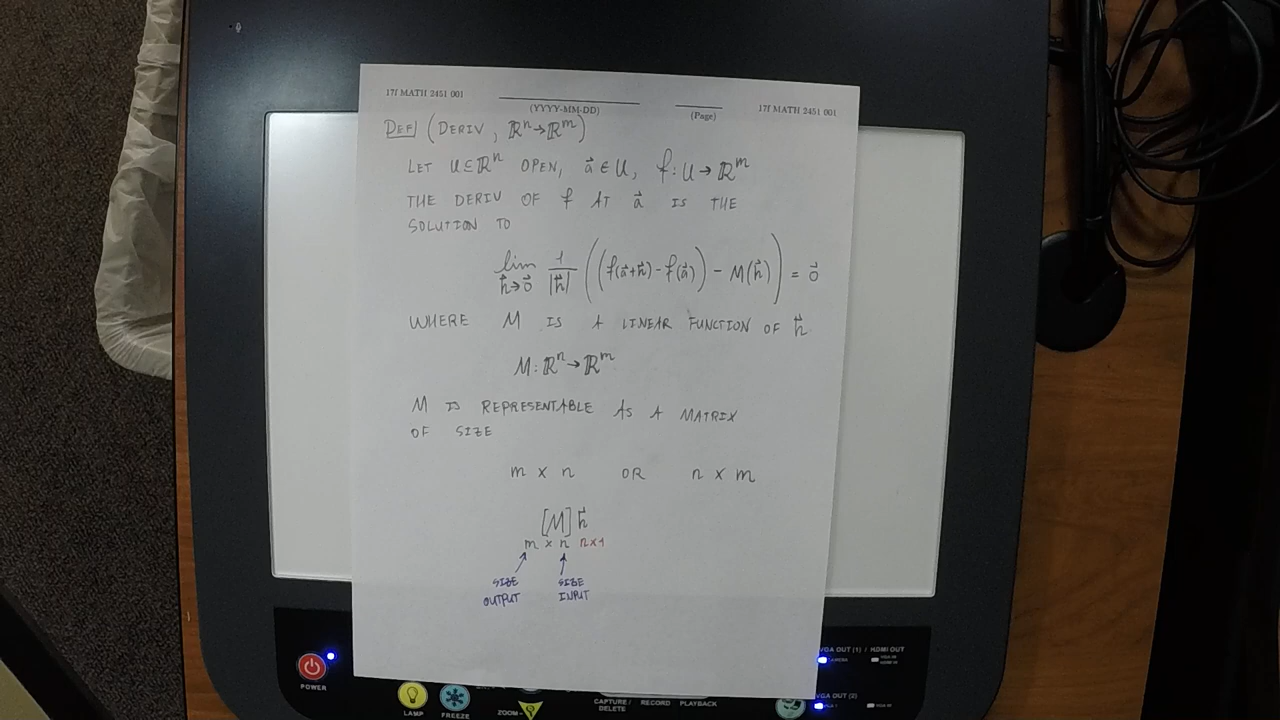 17f MATH 2451 001
(YYYY-MM-DD)
(Page)
17f MATH 2451 001
DEF (DERIV, ℝⁿ→ℝᵐ)
LET U⊆ℝⁿ OPEN, a⃗ ∈ U, f: U → ℝᵐ
THE DERIV OF f AT a⃗ IS THE
SOLUTION TO
lim h⃗→0⃗ 1/|h⃗| ((f(a⃗+h⃗) - f(a⃗)) - M(h⃗)) = 0⃗
WHERE M IS A LINEAR FUNCTION OF h⃗
M: ℝⁿ → ℝᵐ
M IS REPRESENTABLE AS A MATRIX
OF SIZE
m × n OR n × m
[M] h⃗
m × n n×1
SIZE OUTPUT
SIZE INPUT
POWER
LAMP
FREEZE
ZOOM-
CAPTURE / DELETE
RECORD
PLAYBACK
VGA OUT (1) / HDMI OUT
VGA OUT (2)